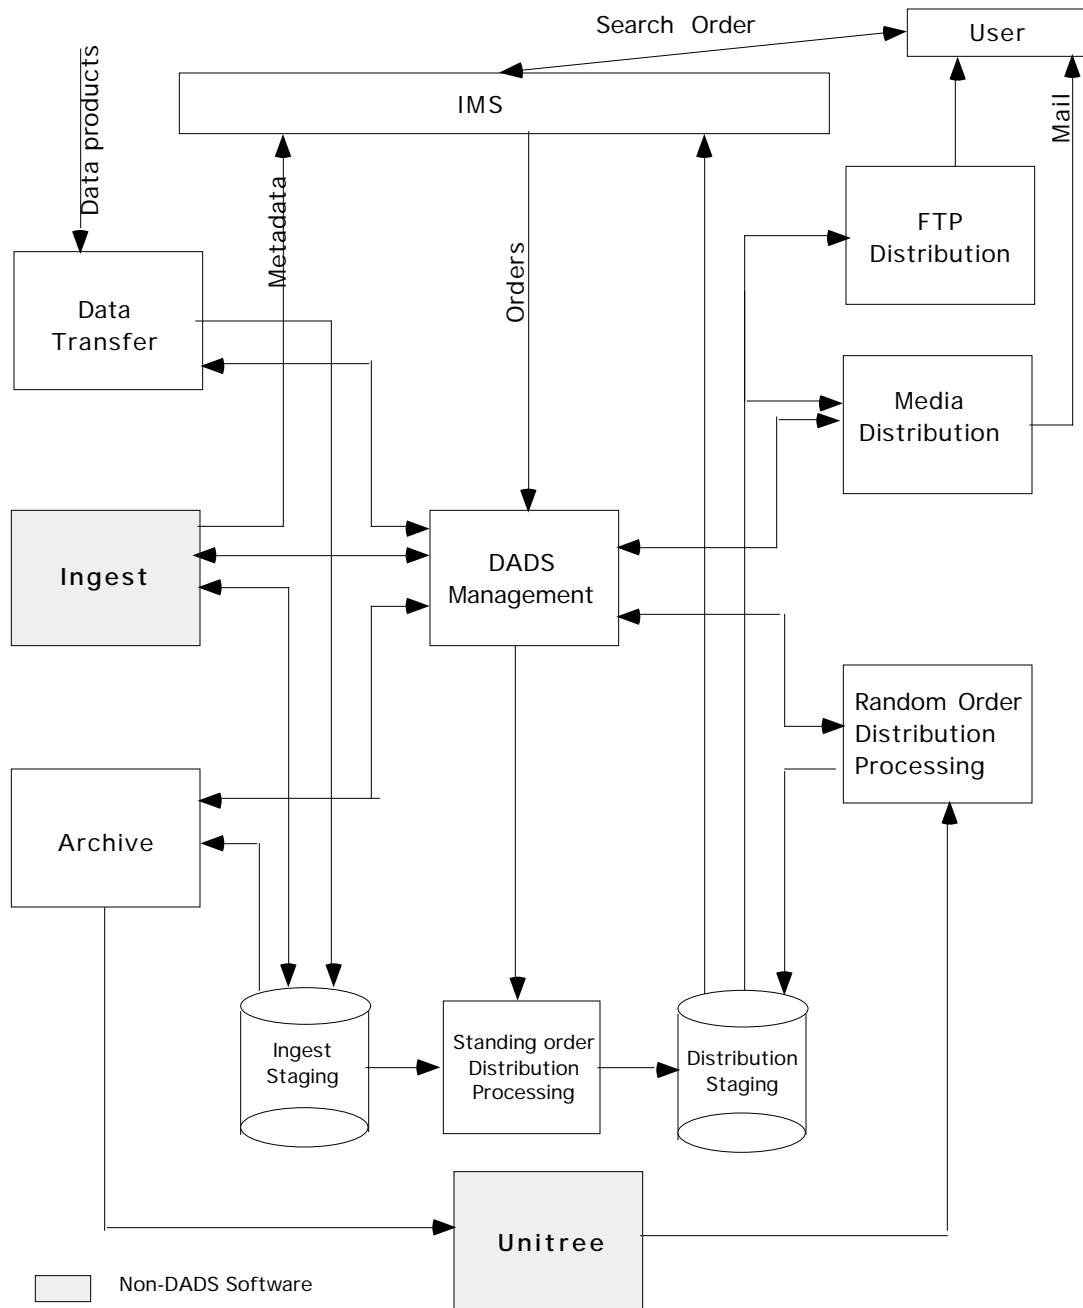 Search Order
User
Data products
IMS
Mail
Metadata
FTP
Distribution
Orders
Data
Transfer
Media
Distribution
Ingest
DADS
Management
Random Order
Distribution
Processing
Archive
Ingest
Staging
Standing order
Distribution
Processing
Distribution
Staging
Unitree
Non-DADS Software